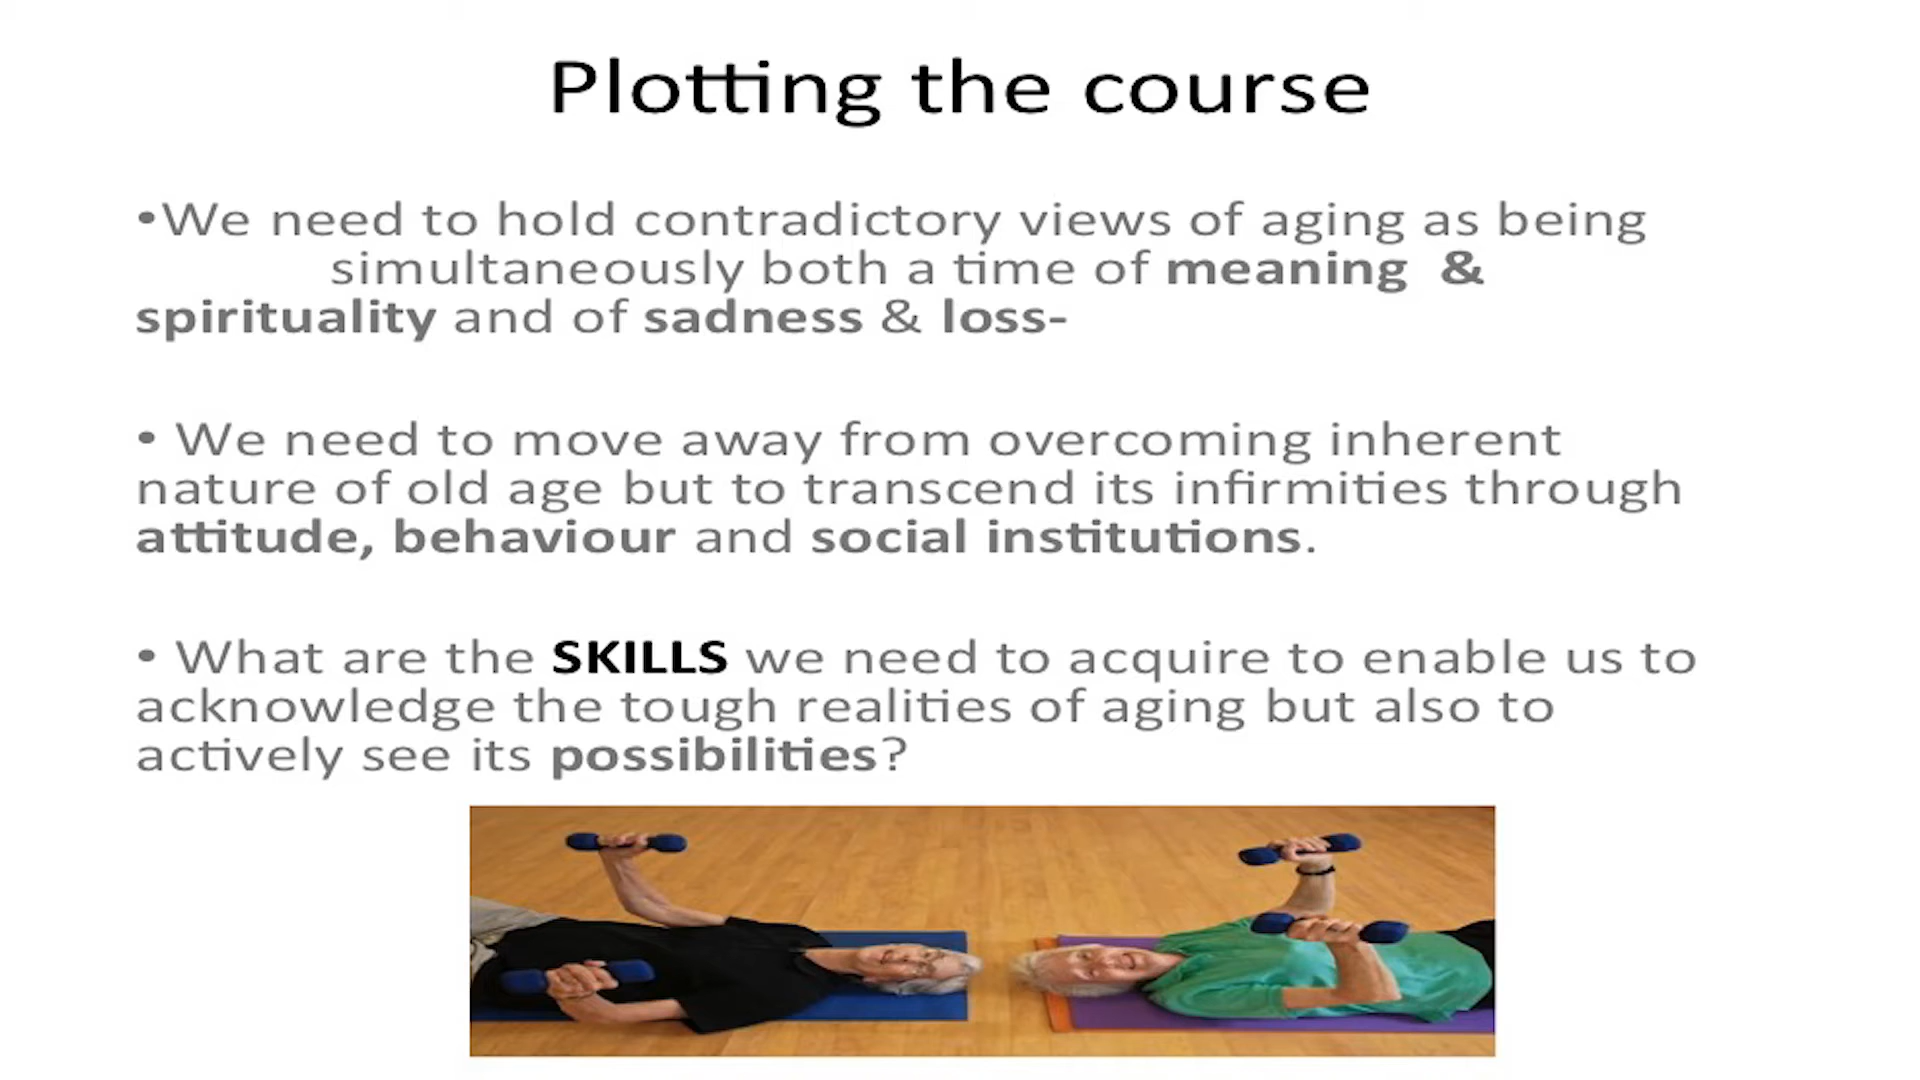 Plotting the course
•We need to hold contradictory views of aging as being
simultaneously both a time of meaning & 
spirituality and of sadness & loss-
• We need to move away from overcoming inherent
nature of old age but to transcend its infirmities through
attitude, behaviour and social institutions.
• What are the SKILLS we need to acquire to enable us to
acknowledge the tough realities of aging but also to
actively see its possibilities?